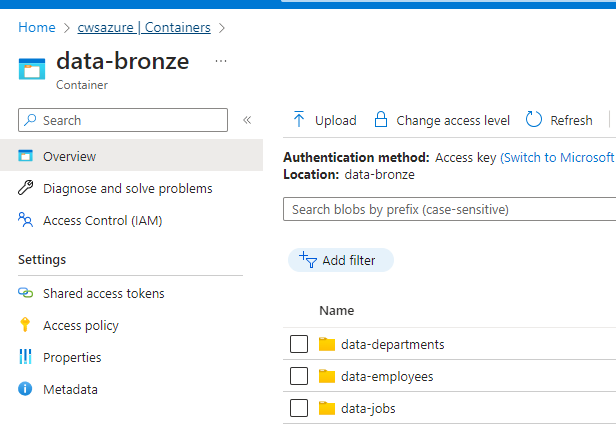 Home > cwsazure | Containers >
data-bronze ...
Container
Search «
Overview
Diagnose and solve problems
Access Control (IAM)
Settings
Shared access tokens
Access policy
Properties
Metadata
Upload Change access level Refresh
Authentication method: Access key (Switch to Microsoft
Location: data-bronze
Search blobs by prefix (case-sensitive)
Add filter
Name
data-departments
data-employees
data-jobs